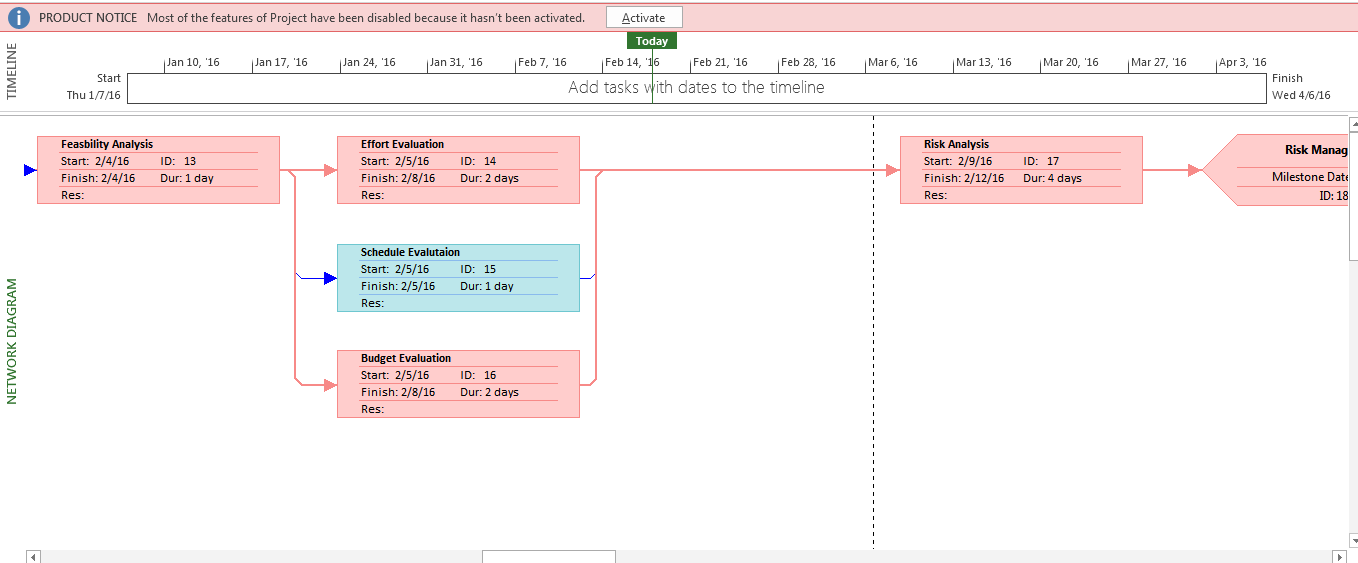 PRODUCT NOTICE Most of the features of Project have been disabled because it hasn't been activated. Activate
TIMELINE
Today
Jan 10, '16 Jan 17, '16 Jan 24, '16 Jan 31, '16 Feb 7, '16 Feb 14, '16 Feb 21, '16 Feb 28, '16 Mar 6, '16 Mar 13, '16 Mar 20, '16 Mar 27, '16 Apr 3, '16
Start
Thu 1/7/16
Add tasks with dates to the timeline
Finish
Wed 4/6/16
NETWORK DIAGRAM
Feasbility Analysis
Start: 2/4/16 ID: 13
Finish: 2/4/16 Dur: 1 day
Res:
Effort Evaluation
Start: 2/5/16 ID: 14
Finish: 2/8/16 Dur: 2 days
Res:
Schedule Evalutaion
Start: 2/5/16 ID: 15
Finish: 2/5/16 Dur: 1 day
Res:
Budget Evaluation
Start: 2/5/16 ID: 16
Finish: 2/8/16 Dur: 2 days
Res:
Risk Analysis
Start: 2/9/16 ID: 17
Finish: 2/12/16 Dur: 4 days
Res:
Risk Manag
Milestone Date
ID: 18